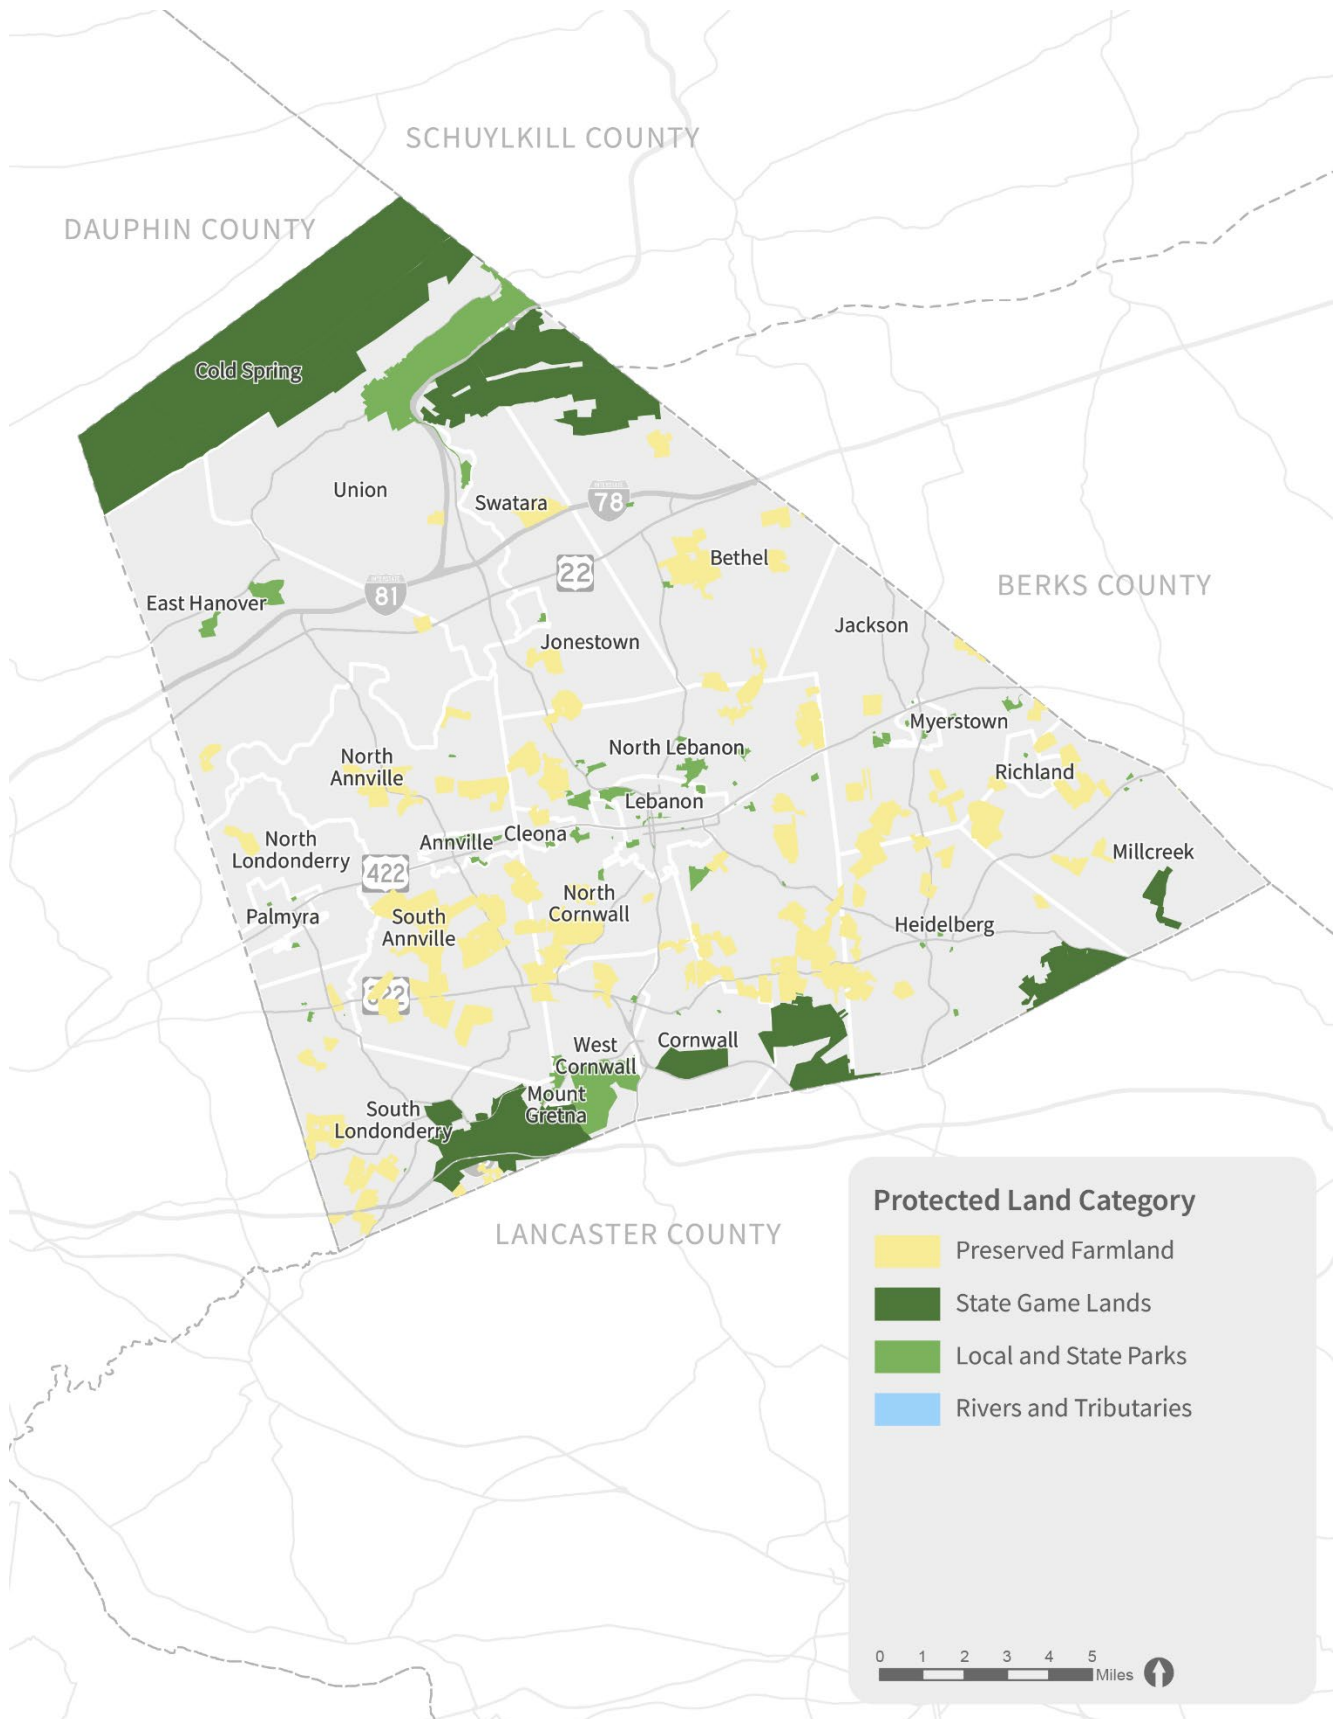 SCHUYLKILL COUNTY
DAUPHIN COUNTY
Cold Spring
Union
Swatara
78
Bethel
22
BERKS COUNTY
East Hanover
81
Jonestown
Jackson
Myerstown
North
Annville
North Lebanon
Richland
Lebanon
North
Londonderry
Annville
Cleona
Millcreek
422
Palmyra
South
Annville
North
Cornwall
Heidelberg
322
West
Cornwall
Cornwall
Mount
Gretna
South
Londonderry
LANCASTER COUNTY
Protected Land Category
Preserved Farmland
State Game Lands
Local and State Parks
Rivers and Tributaries
0 1 2 3 4 5
Miles